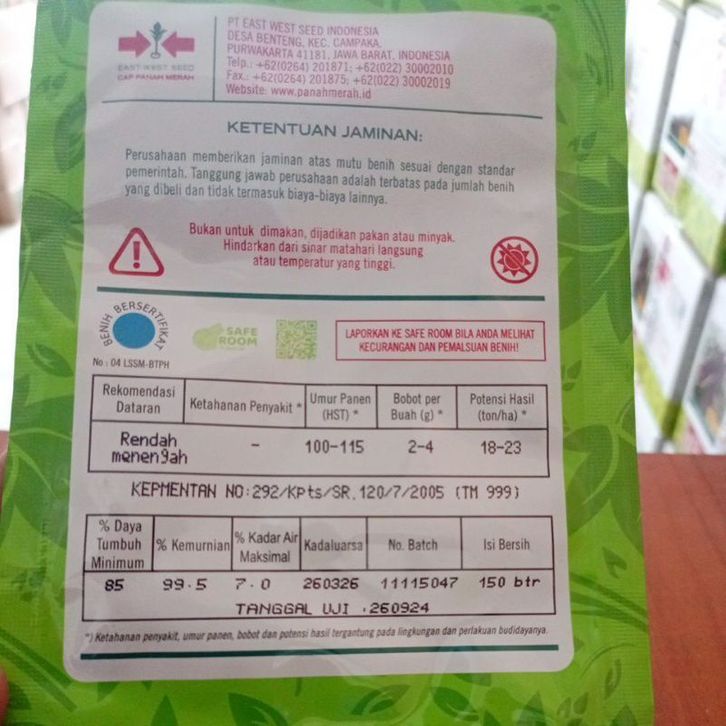 EAST WEST SEED
CAP PANAH MERAH
PT EAST WEST SEED INDONESIA
DESA BENTENG, KEC. CAMPAKA,
PURWAKARTA 41181, JAWA BARAT, INDONESIA
Telp.: +62(0264) 201871; +62(022) 30002010
Fax.: +62(0264) 201875; +62(022) 30002019
Website: www.panahmerah.id
KETENTUAN JAMINAN:
Perusahaan memberikan jaminan atas mutu benih sesuai dengan standar
pemerintah. Tanggung jawab perusahaan adalah terbatas pada jumlah benih
yang dibeli dan tidak termasuk biaya-biaya lainnya.
Bukan untuk dimakan, dijadikan pakan atau minyak.
Hindarkan dari sinar matahari langsung
atau temperatur yang tinggi.
BENIH BERSERTIFIKAT
No : 04 LSSM-BTPH
SAFE
ROOM
LAPORKAN KE SAFE ROOM BILA ANDA MELIHAT
KECURANGAN DAN PEMALSUAN BENIH!
Rekomendasi Dataran Ketahanan Penyakit * Umur Panen (HST) * Bobot per Buah (g) * Potensi Hasil (ton/ha) *
Rendah menengah - 100-115 2-4 18-23
KEPMENTAN NO:292/Kpts/SR.120/7/2005 (TM 999)
% Daya Tumbuh Minimum % Kemurnian % Kadar Air Maksimal Kadaluarsa No. Batch Isi Bersih
85 99.5 7.0 260326 11115047 150 btr
TANGGAL UJI :260924
*) Ketahanan penyakit, umur panen, bobot dan potensi hasil tergantung pada lingkungan dan perlakuan budidayanya.